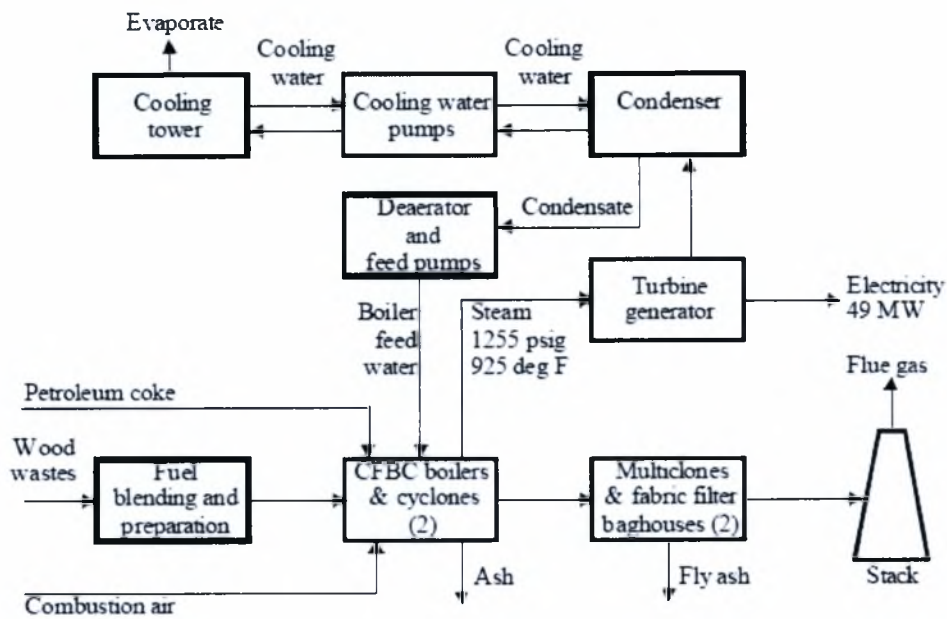 Evaporate
Cooling
water
Cooling
water
Cooling
tower
Cooling water
pumps
Condenser
Deaerator
and
feed pumps
Condensate
Turbine
generator
Electricity
49 MW
Boiler
feed
water
Steam
1255 psig
925 deg F
Flue gas
Petroleum coke
Wood
wastes
Fuel
blending and
preparation
CFBC boilers
& cyclones
(2)
Multiclones
& fabric filter
baghouses (2)
Ash
Fly ash
Stack
Combustion air